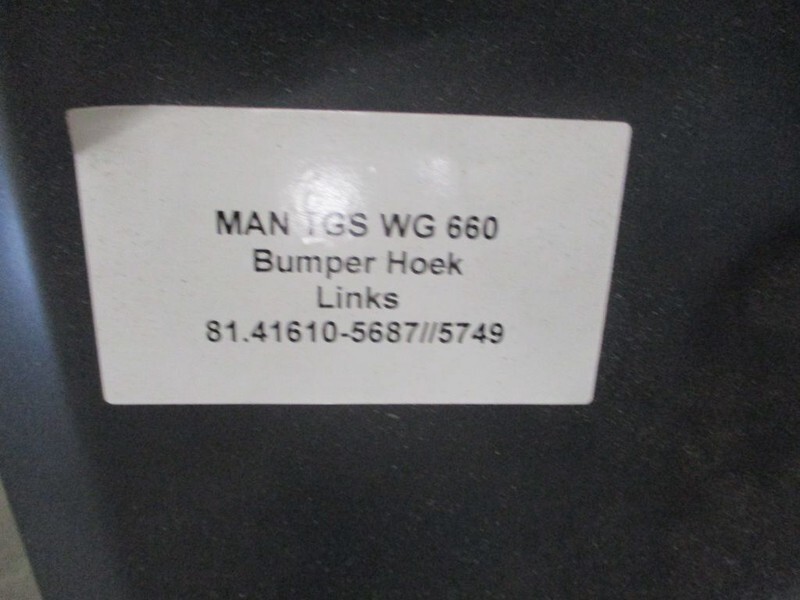 MAN TGS WG 660
Bumper Hoek
Links
81.41610-5687//5749